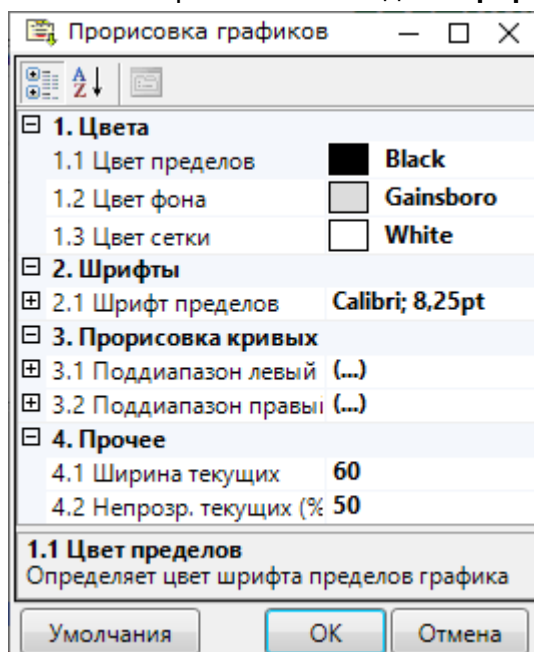 Прорисовка графиков
1. Цвета
1.1 Цвет пределов Black
1.2 Цвет фона Gainsboro
1.3 Цвет сетки White
2. Шрифты
2.1 Шрифт пределов Calibri; 8,25pt
3. Прорисовка кривых
3.1 Поддиапазон левый (...)
3.2 Поддиапазон правы (...)
4. Прочее
4.1 Ширина текущих 60
4.2 Непрозр. текущих (% 50
1.1 Цвет пределов
Определяет цвет шрифта пределов графика
Умолчания OK Отмена